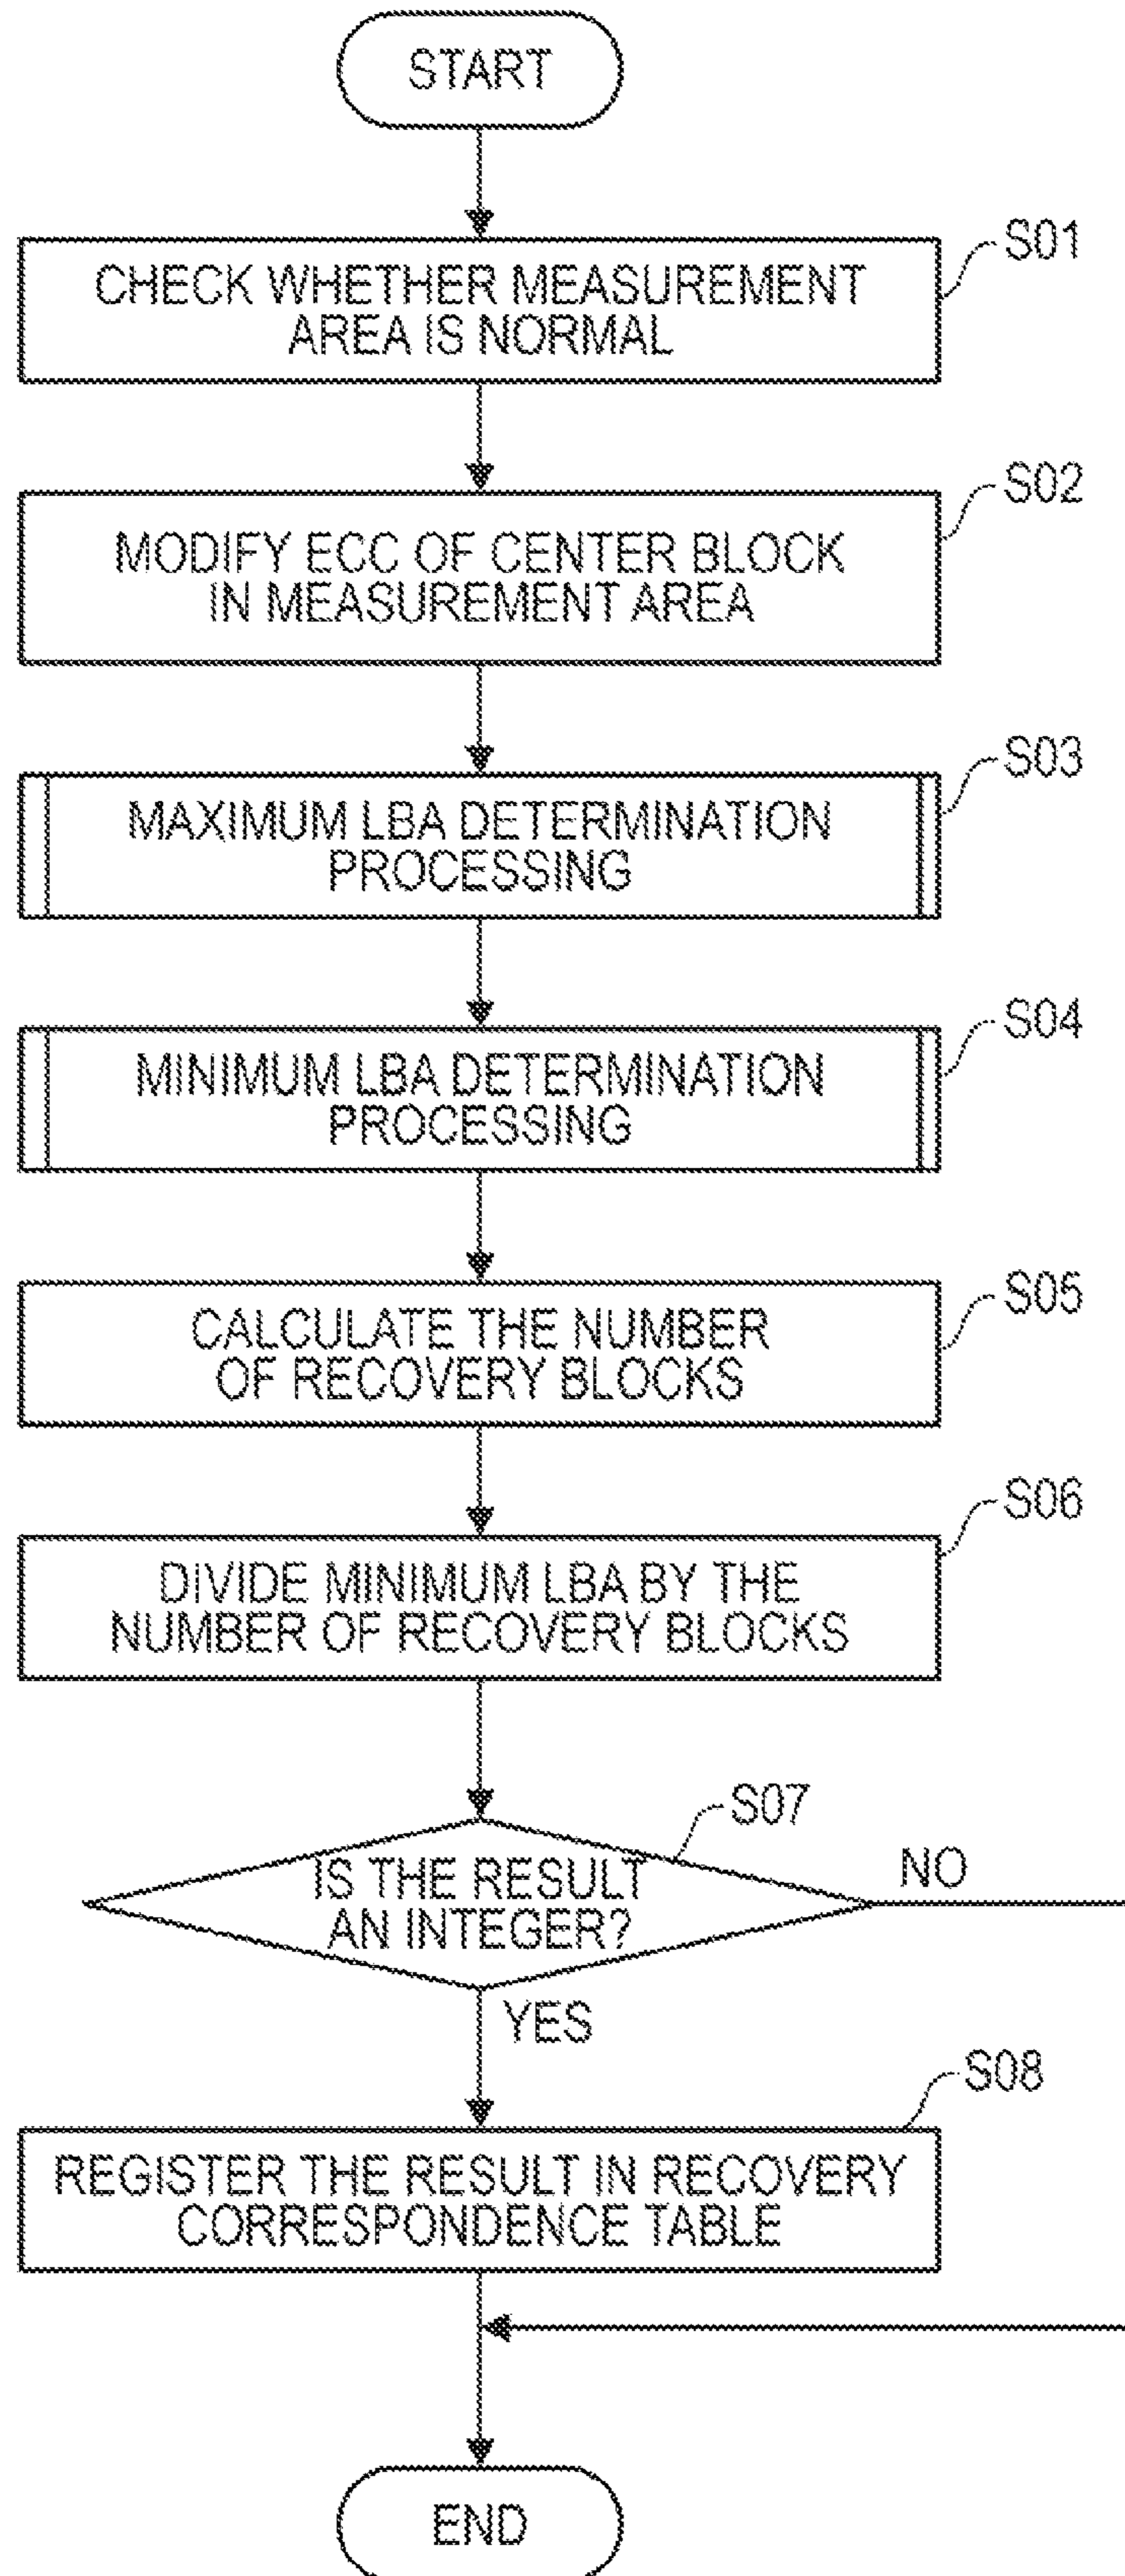 START
S01
CHECK WHETHER MEASUREMENT
AREA IS NORMAL
S02
MODIFY ECC OF CENTER BLOCK
IN MEASUREMENT AREA
S03
MAXIMUM LBA DETERMINATION
PROCESSING
S04
MINIMUM LBA DETERMINATION
PROCESSING
S05
CALCULATE THE NUMBER
OF RECOVERY BLOCKS
S06
DIVIDE MINIMUM LBA BY THE
NUMBER OF RECOVERY BLOCKS
S07
IS THE RESULT
AN INTEGER?
NO
YES
S08
REGISTER THE RESULT IN RECOVERY
CORRESPONDENCE TABLE
END